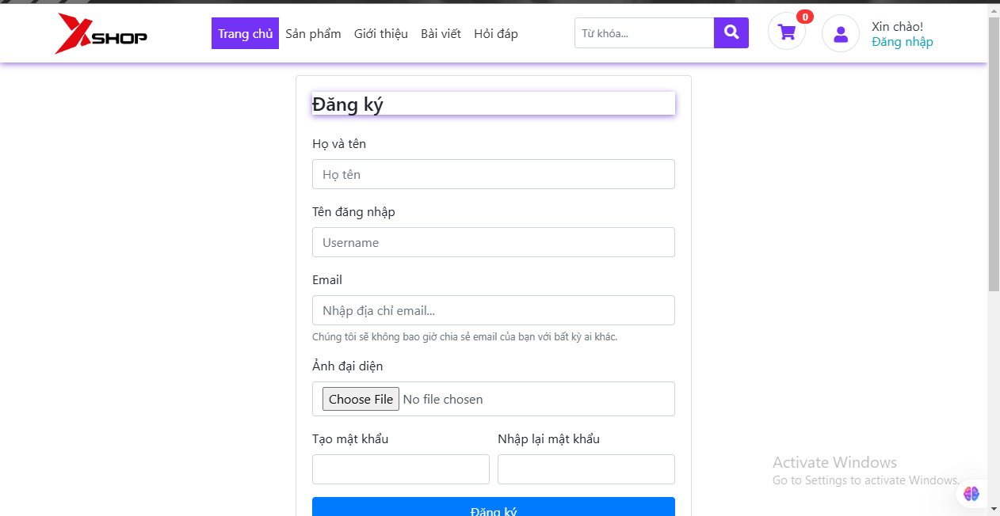 XSHOP
Trang chủ Sản phẩm Giới thiệu Bài viết Hỏi đáp
Từ khóa...
0
Xin chào!
Đăng nhập
Đăng ký
Họ và tên
Họ tên
Tên đăng nhập
Username
Email
Nhập địa chỉ email...
Chúng tôi sẽ không bao giờ chia sẻ email của bạn với bất kỳ ai khác.
Ảnh đại diện
Choose File No file chosen
Tạo mật khẩu Nhập lại mật khẩu
Đăng ký
Activate Windows
Go to Settings to activate Windows.